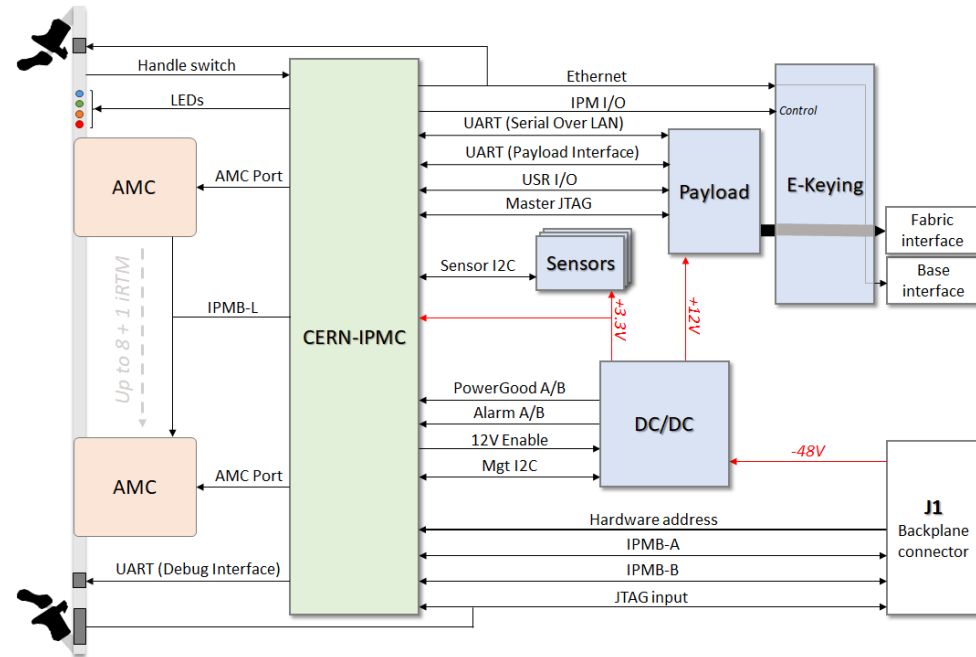 Handle switch
LEDs
AMC
AMC Port
Up to 8 + 1 iRTM
IPMB-L
AMC
AMC Port
UART (Debug Interface)
CERN-IPMC
Ethernet
IPM I/O
UART (Serial Over LAN)
UART (Payload Interface)
USR I/O
Master JTAG
Payload
Control
E-Keying
Fabric
interface
Base
interface
Sensor I2C
Sensors
+3.3V
+12V
PowerGood A/B
Alarm A/B
12V Enable
Mgt I2C
DC/DC
-48V
Hardware address
IPMB-A
IPMB-B
JTAG input
J1
Backplane
connector